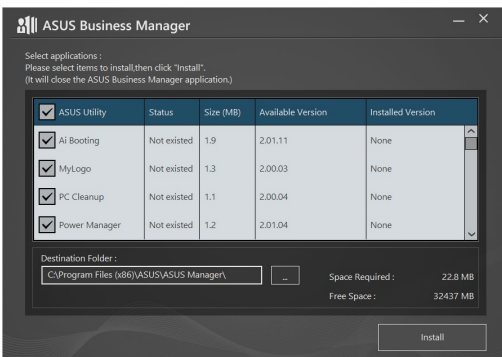 ASUS Business Manager
Select applications :
Please select items to install,then click "Install".
(It will close the ASUS Business Manager application.)
ASUS Utility Status Size (MB) Available Version Installed Version
Ai Booting Not existed 1.9 2.01.11 None
MyLogo Not existed 1.3 2.00.03 None
PC Cleanup Not existed 1.1 2.00.04 None
Power Manager Not existed 1.2 2.01.04 None
Destination Folder :
C:\Program Files (x86)\ASUS\ASUS Manager\ ...
Space Required : 22.8 MB
Free Space : 32437 MB
Install